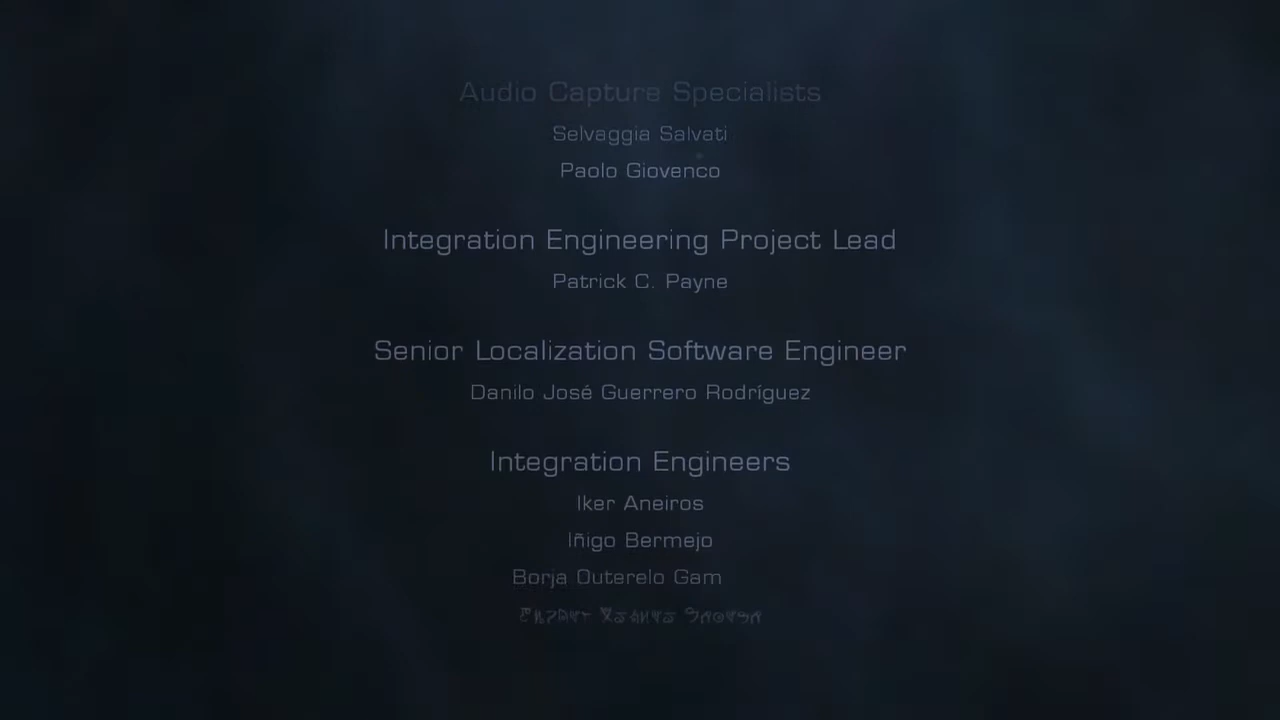 Audio Capture Specialists
Selvaggia Salvati
Paolo Giovenco
Integration Engineering Project Lead
Patrick C. Payne
Senior Localization Software Engineer
Danilo José Guerrero Rodríguez
Integration Engineers
Iker Aneiros
Iñigo Bermejo
Borja Outerelo Gam